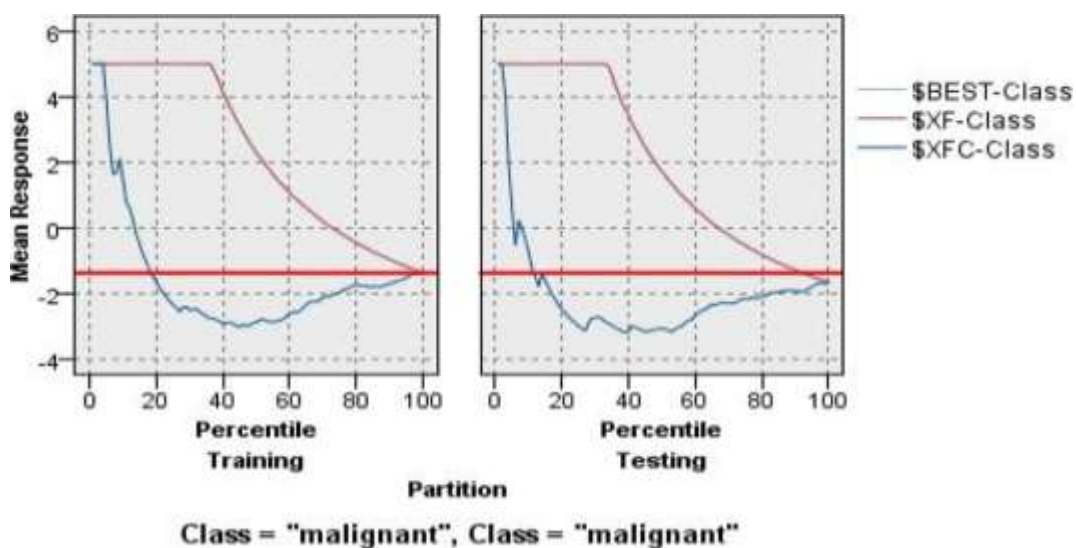 Mean Response
6
4
2
0
-2
-4
0 20 40 60 80 100
0 20 40 60 80 100
Percentile
Percentile
Training
Testing
Partition
Class = "malignant", Class = "malignant"
$BEST-Class
$XF-Class
$XFC-Class